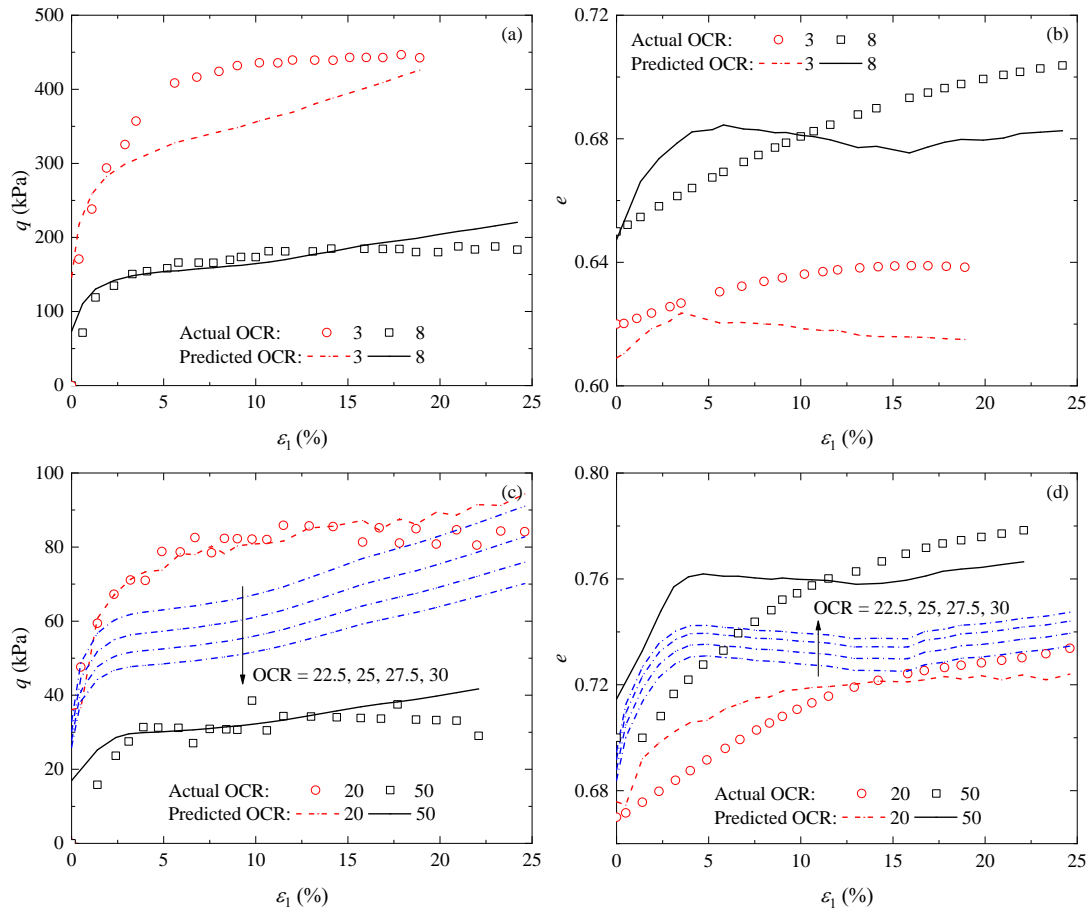 (a)
500
400
300
200
100
0
q (kPa)
Actual OCR: 3 8
Predicted OCR: 3 8
0 5 10 15 20 25
ε1 (%)
(b)
0.72
0.68
0.64
0.60
e
Actual OCR: 3 8
Predicted OCR: 3 8
0 5 10 15 20 25
ε1 (%)
(c)
100
80
60
40
20
0
q (kPa)
OCR = 22.5, 25, 27.5, 30
Actual OCR: 20 50
Predicted OCR: 20 50
0 5 10 15 20 25
ε1 (%)
(d)
0.80
0.76
0.72
0.68
e
OCR = 22.5, 25, 27.5, 30
Actual OCR: 20 50
Predicted OCR: 20 50
0 5 10 15 20 25
ε1 (%)